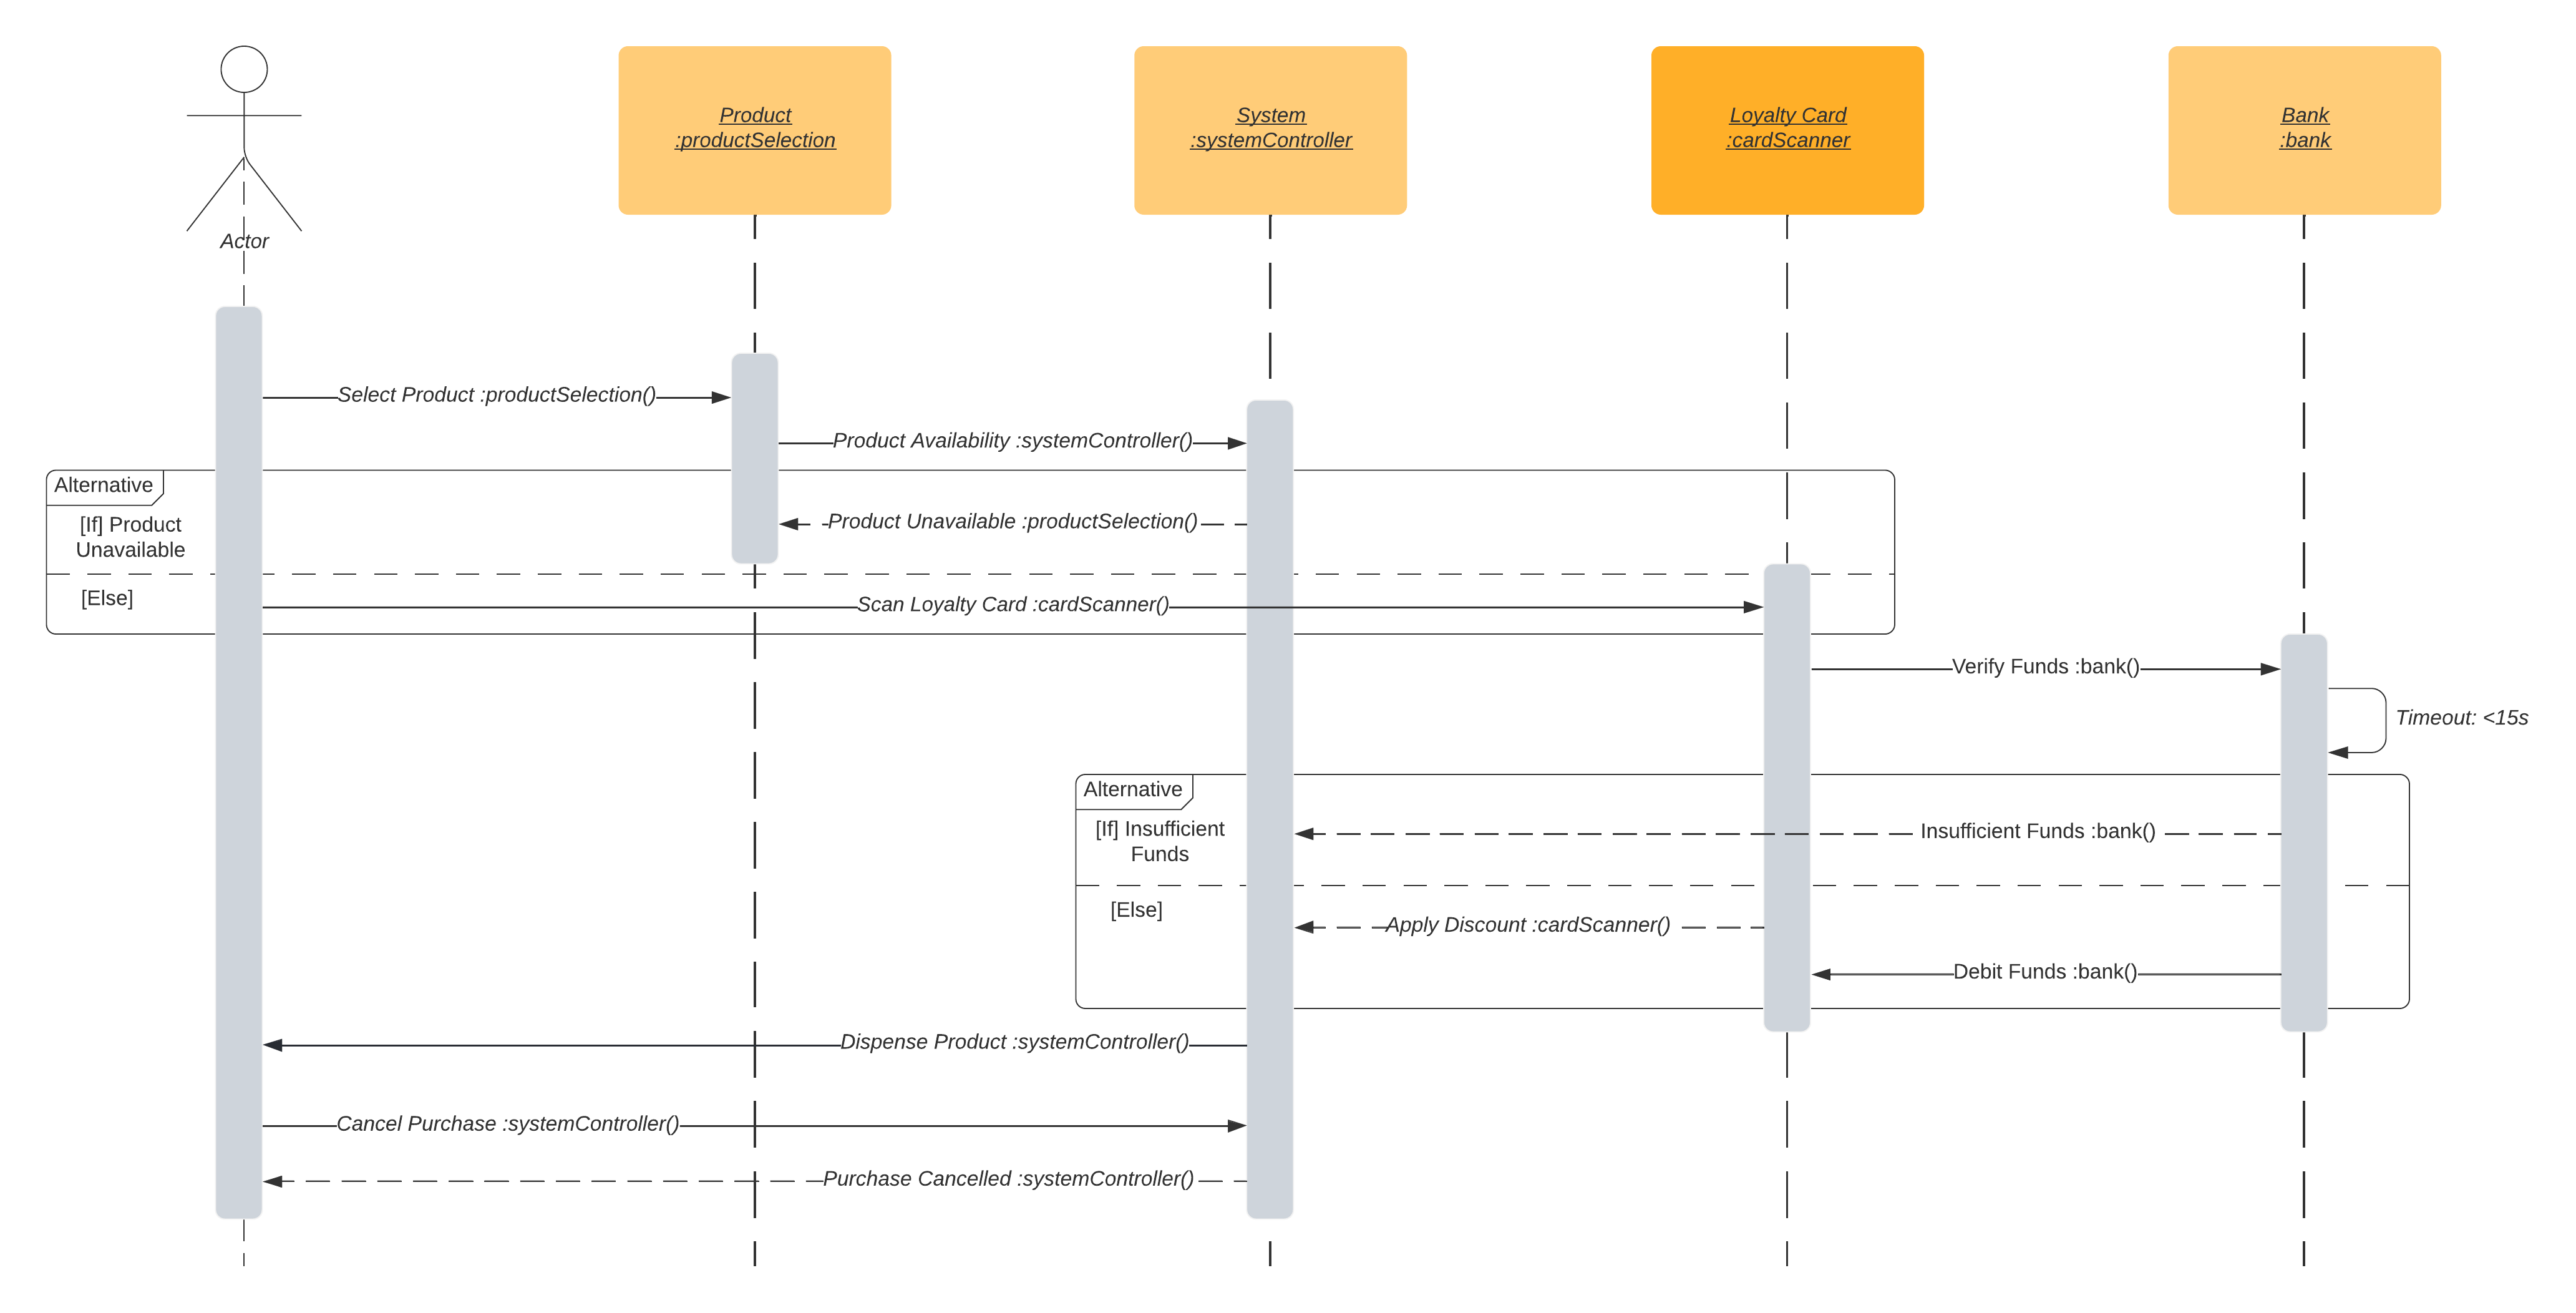 Product
:productSelection
System
:systemController
Loyalty Card
:cardScanner
Bank
:bank
Actor
Select Product :productSelection()
Product Availability :systemController()
Alternative
[If] Product
Unavailable
Product Unavailable :productSelection()
[Else]
Scan Loyalty Card :cardScanner()
Verify Funds :bank()
Timeout: <15s
Alternative
[If] Insufficient
Funds
Insufficient Funds :bank()
[Else]
Apply Discount :cardScanner()
Debit Funds :bank()
Dispense Product :systemController()
Cancel Purchase :systemController()
Purchase Cancelled :systemController()